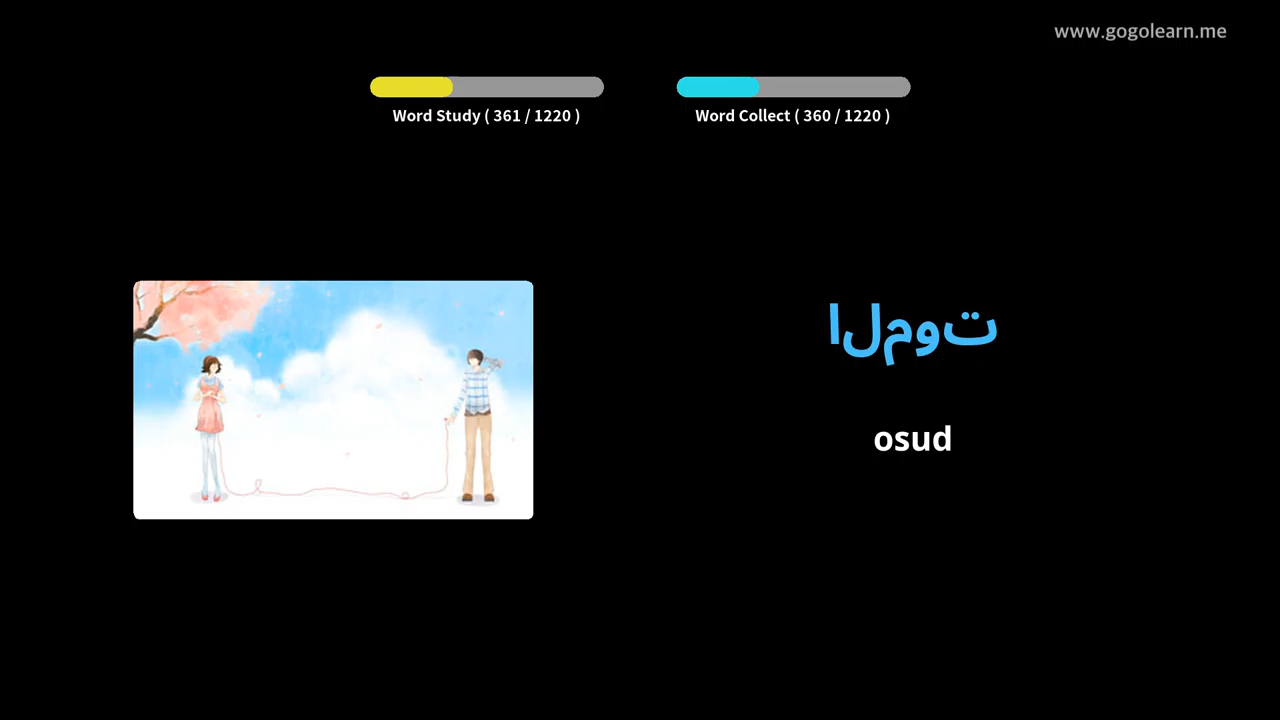 www.gogolearn.me
Word Study ( 361 / 1220 )
Word Collect ( 360 / 1220 )
الموت
osud